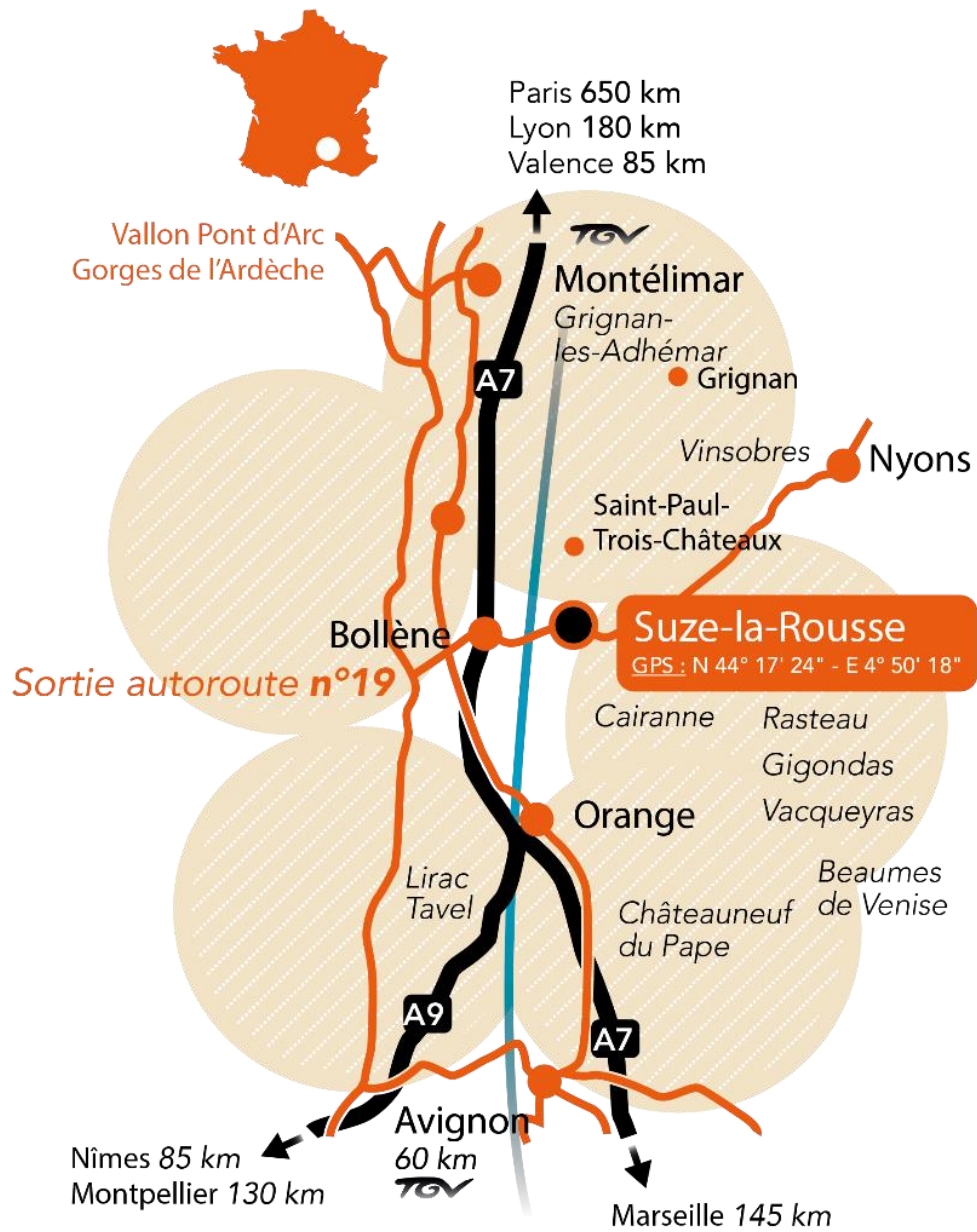 Paris 650 km
Lyon 180 km
Valence 85 km
Vallon Pont d'Arc
Gorges de l'Ardèche
TGV
Montélimar
Grignan-
les-Adhémar
A7
Grignan
Vinsobres
Nyons
Saint-Paul-
Trois-Châteaux
Bollène
Suze-la-Rousse
GPS : N 44° 17' 24" - E 4° 50' 18"
Sortie autoroute n°19
Cairanne
Rasteau
Gigondas
Vacqueyras
Orange
Lirac
Tavel
Beaumes
de Venise
Châteauneuf
du Pape
A9
A7
Avignon
60 km
TGV
Nîmes 85 km
Montpellier 130 km
Marseille 145 km